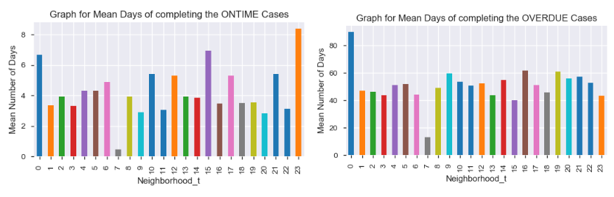 Graph for Mean Days of completing the ONTIME Cases
Mean Number of Days
8
6
4
2
0
0 1 2 3 4 5 6 7 8 9 10 11 12 13 14 15 16 17 18 19 20 21 22 23
Neighborhood_t
Graph for Mean Days of completing the OVERDUE Cases
Mean Number of Days
80
60
40
20
0
0 1 2 3 4 5 6 7 8 9 10 11 12 13 14 15 16 17 18 19 20 21 22 23
Neighborhood_t